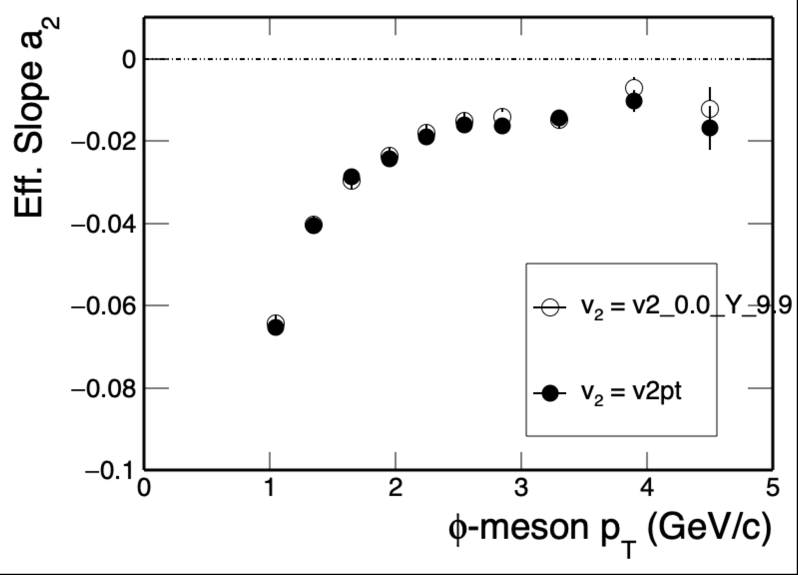 Eff. Slope a2
0
−0.02
−0.04
−0.06
−0.08
−0.1
v2 = v2_0.0_Y_9.9
v2 = v2pt
0 1 2 3 4 5
ϕ-meson pT (GeV/c)